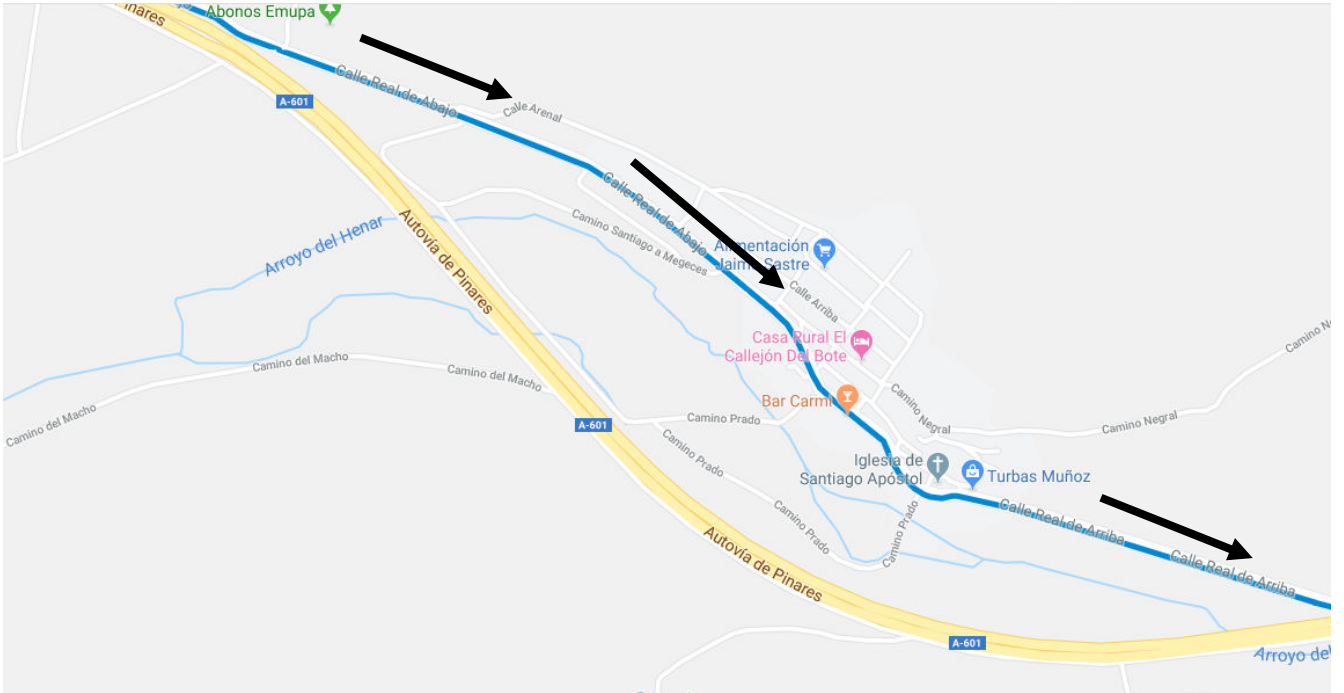 Pinares
Abonos Emupa
Calle Real de Abajo
A-601
Calle Arenal
Calle Real de Abajo
Autovía de Pinares
Arroyo del Henar
Camino Santiago a Megeces
Alimentación
Jaime Sastre
Calle Arriba
Casa Rural El
Callejón Del Bote
Camino del Macho
Camino del Macho
Camino del Macho
Bar Carmi
Camino Negral
Camino Negral
A-601
Camino Prado
Camino Prado
Iglesia de
Santiago Apóstol
Turbas Muñoz
Camino Prado
Camino Prado
Calle Real de Arriba
Calle Real de Arriba
Autovía de Pinares
A-601
Arroyo del